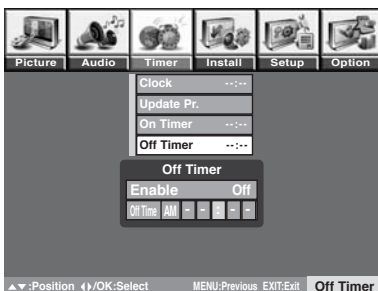 Picture Audio Timer Install Setup Option
Clock --:--
Update Pr.
On Timer --:--
Off Timer --:--
Off Timer
Enable Off
Off Time AM - - : - -
▲▼:Position ◀▶/OK:Select MENU:Previous EXIT:Exit Off Timer